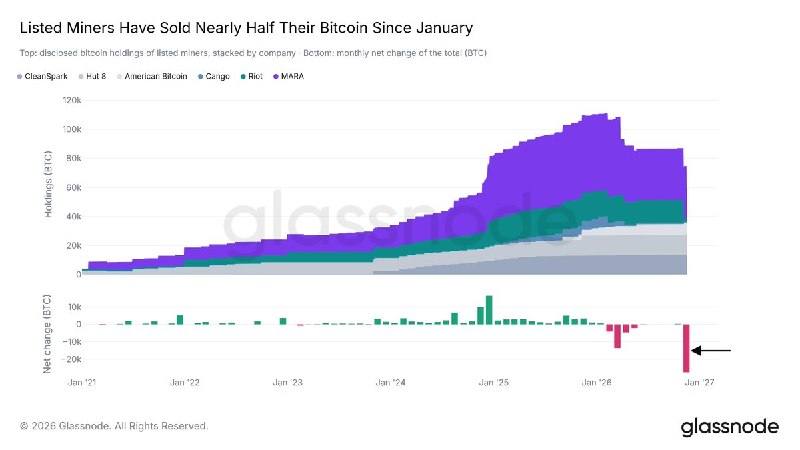 Listed Miners Have Sold Nearly Half Their Bitcoin Since January
Top: disclosed bitcoin holdings of listed miners, stacked by company · Bottom: monthly net change of the total (BTC)
CleanSpark Hut 8 American Bitcoin Cango Riot MARA
Holdings (BTC)
120k
100k
80k
60k
40k
20k
0
glassnode
Net change (BTC)
10k
0
−10k
−20k
Jan '21 Jan '22 Jan '23 Jan '24 Jan '25 Jan '26 Jan '27
© 2026 Glassnode. All Rights Reserved.
glassnode